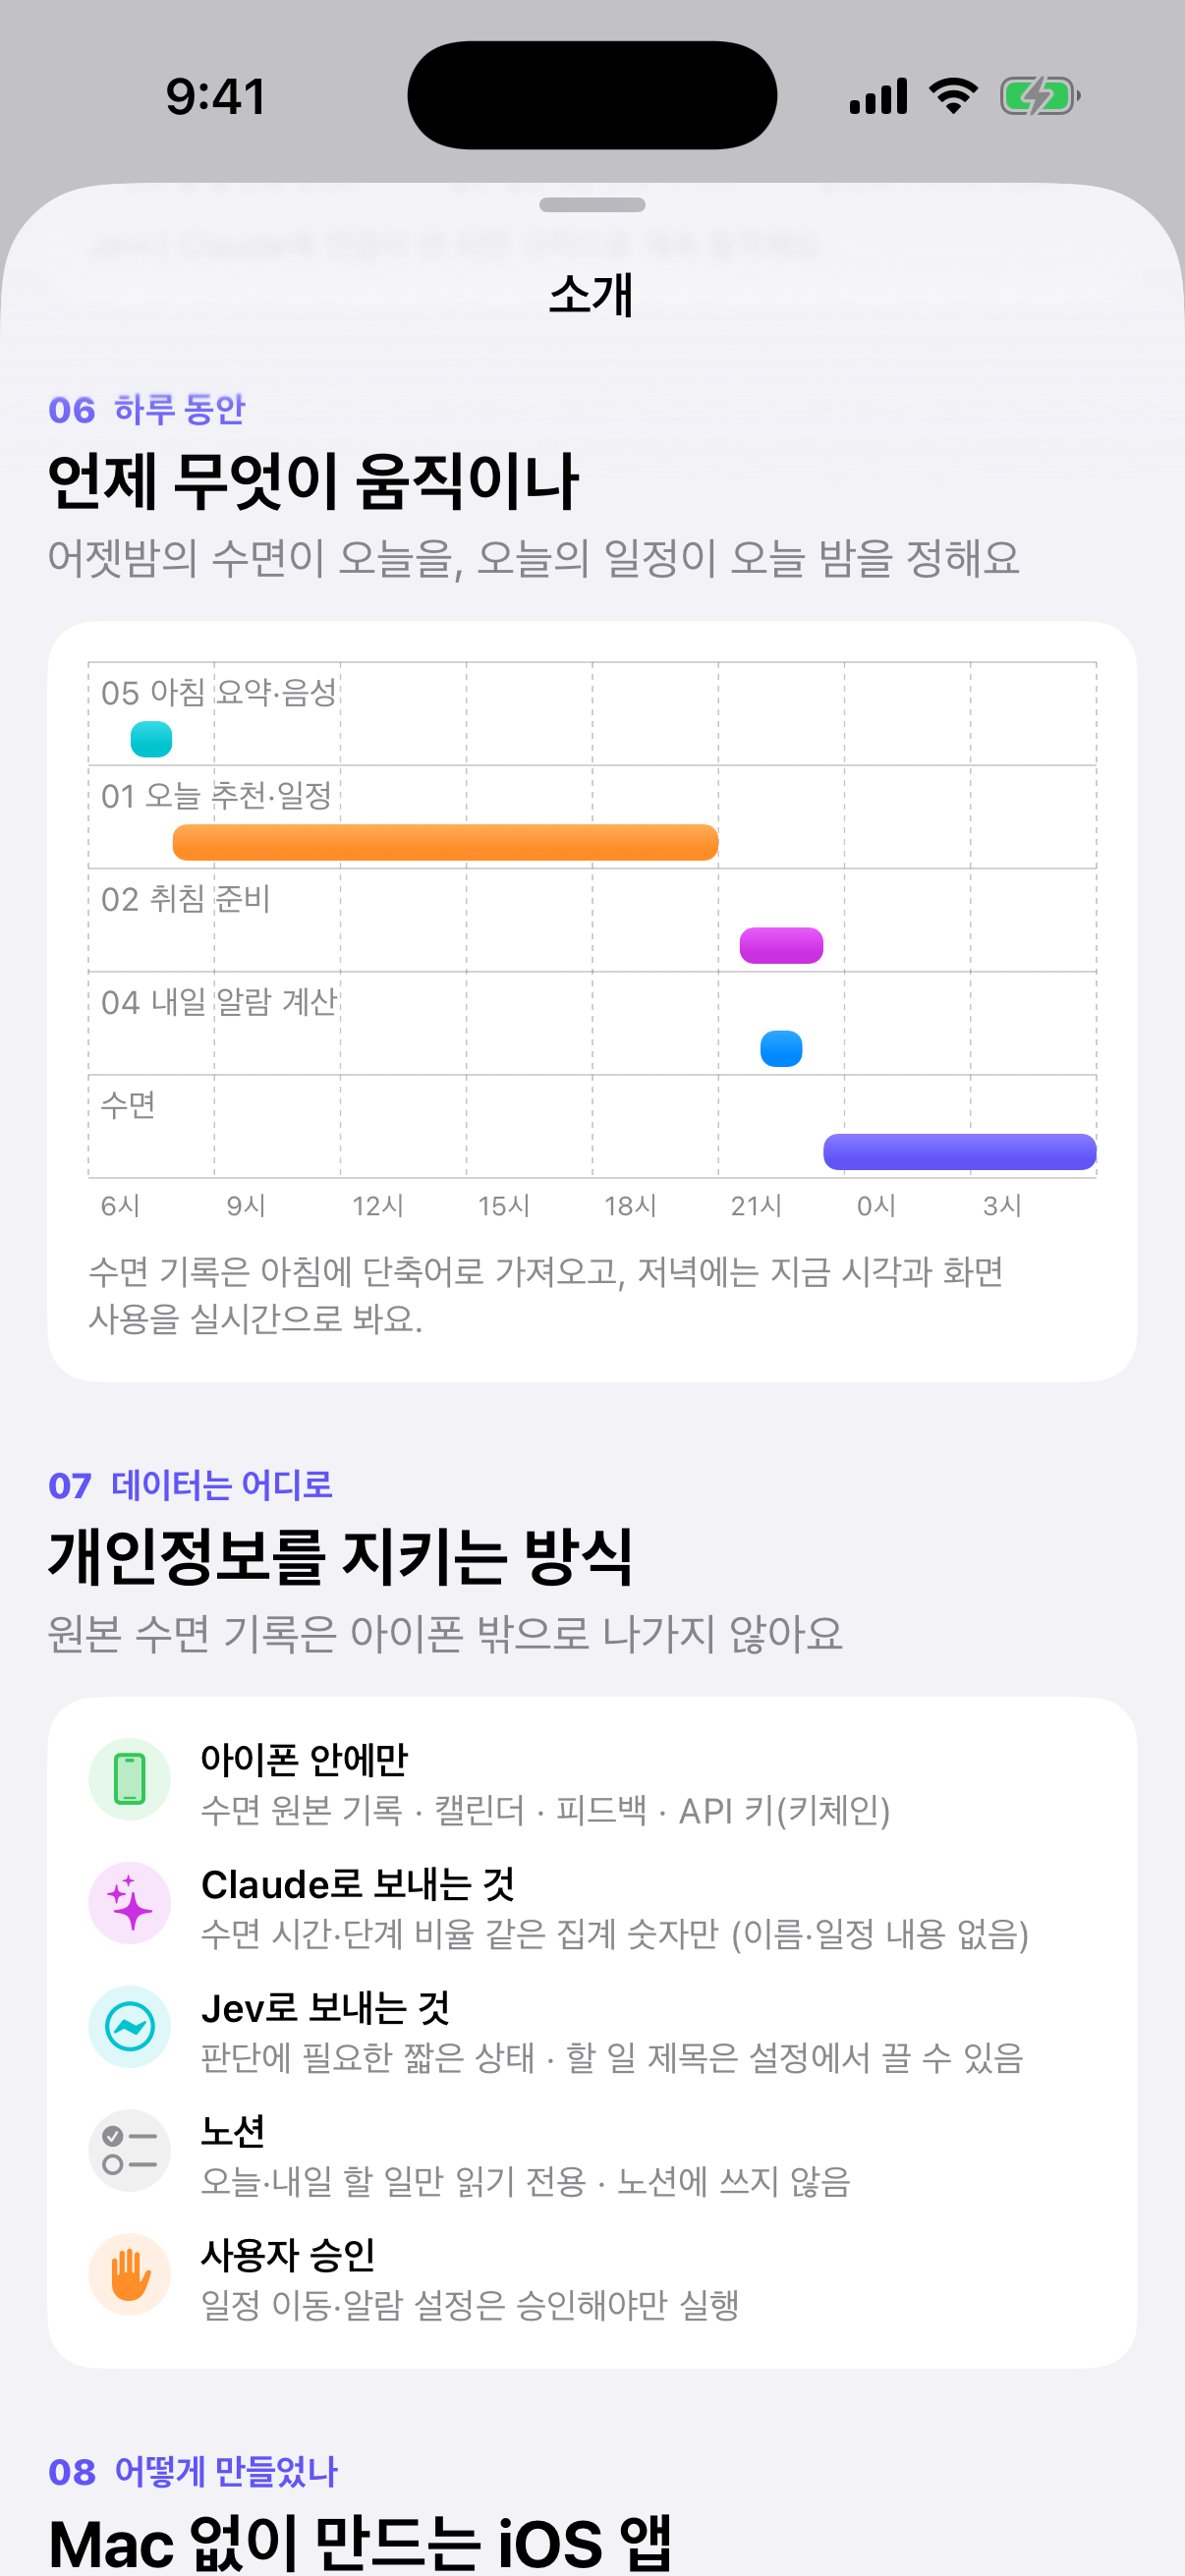 9:41
소개
06 하루 동안
언제 무엇이 움직이나
어젯밤의 수면이 오늘을, 오늘의 일정이 오늘 밤을 정해요
05 아침 요약·음성
01 오늘 추천·일정
02 취침 준비
04 내일 알람 계산
수면
6시 9시 12시 15시 18시 21시 0시 3시
수면 기록은 아침에 단축어로 가져오고, 저녁에는 지금 시각과 화면
사용을 실시간으로 봐요.
07 데이터는 어디로
개인정보를 지키는 방식
원본 수면 기록은 아이폰 밖으로 나가지 않아요
아이폰 안에만
수면 원본 기록 · 캘린더 · 피드백 · API 키(키체인)
Claude로 보내는 것
수면 시간·단계 비율 같은 집계 숫자만 (이름·일정 내용 없음)
Jev로 보내는 것
판단에 필요한 짧은 상태 · 할 일 제목은 설정에서 끌 수 있음
노션
오늘·내일 할 일만 읽기 전용 · 노션에 쓰지 않음
사용자 승인
일정 이동·알람 설정은 승인해야만 실행
08 어떻게 만들었나
Mac 없이 만드는 iOS 앱